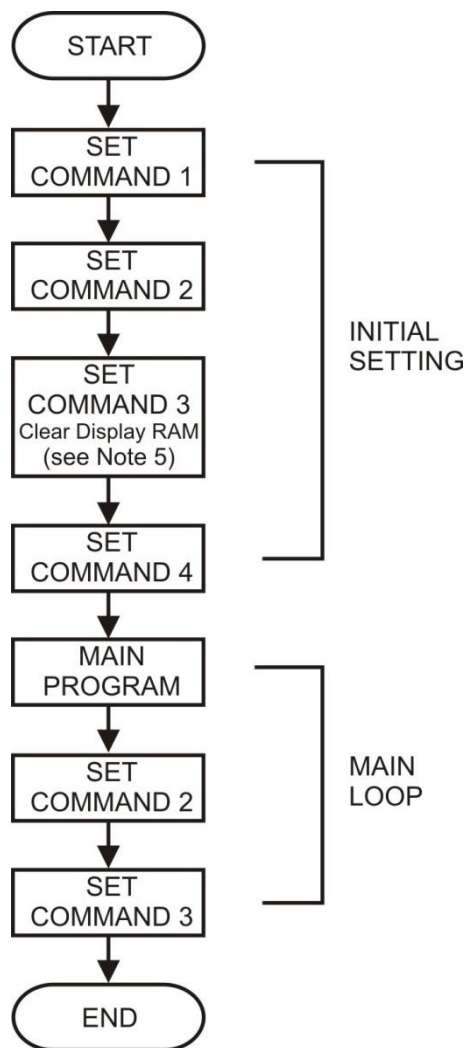 START
SET
COMMAND 1
SET
COMMAND 2
SET
COMMAND 3
Clear Display RAM
(see Note 5)
SET
COMMAND 4
INITIAL
SETTING
MAIN
PROGRAM
SET
COMMAND 2
SET
COMMAND 3
MAIN
LOOP
END